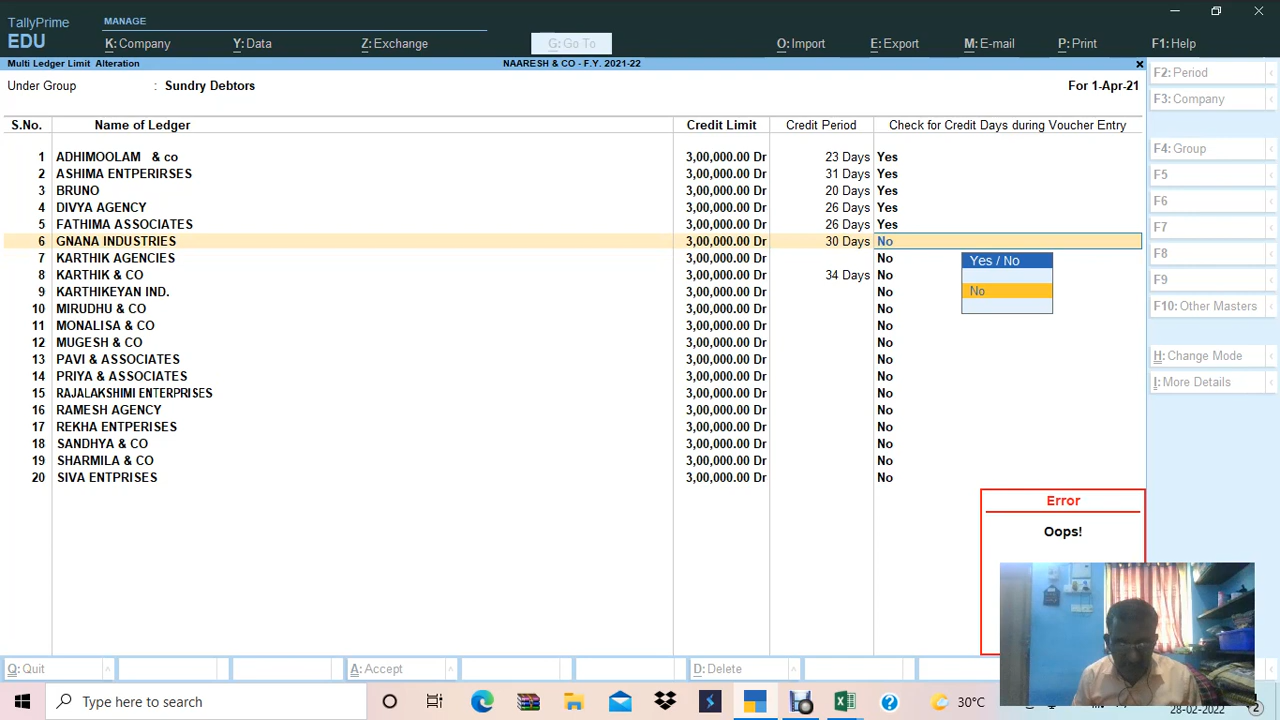 TallyPrime
MANAGE
EDU
K: Company
Y: Data
Z: Exchange
G: Go To
O: Import
E: Export
M: E-mail
P: Print
F1: Help
Multi Ledger Limit Alteration
NAARESH & CO - F.Y. 2021-22
Under Group : Sundry Debtors
For 1-Apr-21
S.No. Name of Ledger Credit Limit Credit Period Check for Credit Days during Voucher Entry
1 ADHIMOOLAM & co 3,00,000.00 Dr 23 Days Yes
2 ASHIMA ENTPERIRSES 3,00,000.00 Dr 31 Days Yes
3 BRUNO 3,00,000.00 Dr 20 Days Yes
4 DIVYA AGENCY 3,00,000.00 Dr 26 Days Yes
5 FATHIMA ASSOCIATES 3,00,000.00 Dr 26 Days Yes
6 GNANA INDUSTRIES 3,00,000.00 Dr 30 Days No
7 KARTHIK AGENCIES 3,00,000.00 Dr No
8 KARTHIK & CO 3,00,000.00 Dr 34 Days No
9 KARTHIKEYAN IND. 3,00,000.00 Dr No
10 MIRUDHU & CO 3,00,000.00 Dr No
11 MONALISA & CO 3,00,000.00 Dr No
12 MUGESH & CO 3,00,000.00 Dr No
13 PAVI & ASSOCIATES 3,00,000.00 Dr No
14 PRIYA & ASSOCIATES 3,00,000.00 Dr No
15 RAJALAKSHIMI ENTERPRISES 3,00,000.00 Dr No
16 RAMESH AGENCY 3,00,000.00 Dr No
17 REKHA ENTPERISES 3,00,000.00 Dr No
18 SANDHYA & CO 3,00,000.00 Dr No
19 SHARMILA & CO 3,00,000.00 Dr No
20 SIVA ENTPRISES 3,00,000.00 Dr No
Yes / No
No
F2: Period
F3: Company
F4: Group
F5
F6
F7
F8
F9
F10: Other Masters
H: Change Mode
I: More Details
Error
Oops!
Q: Quit
A: Accept
D: Delete
Type here to search
30°C
28-02-2022
2